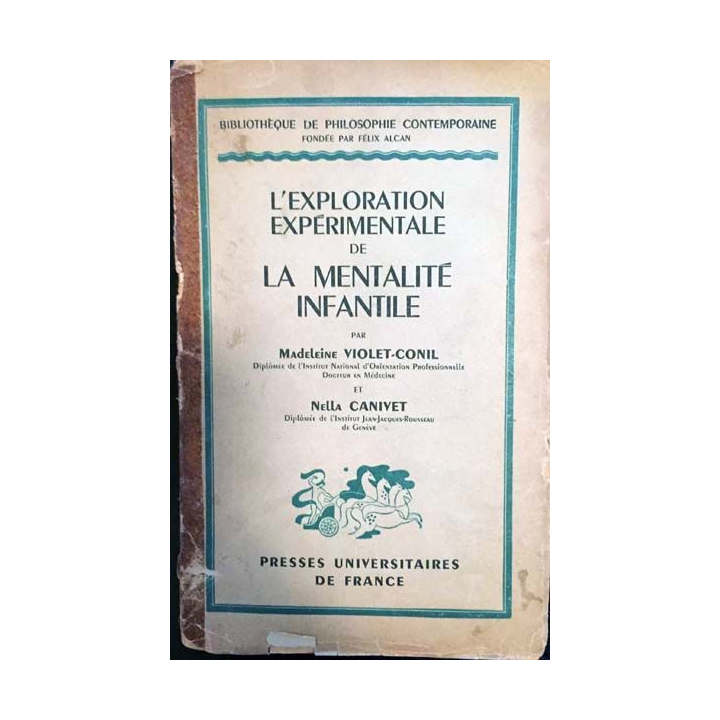 BIBLIOTHÈQUE DE PHILOSOPHIE CONTEMPORAINE
FONDÉE PAR FÉLIX ALCAN
L'EXPLORATION
EXPÉRIMENTALE
DE
LA MENTALITÉ
INFANTILE
PAR
Madeleine VIOLET-CONIL
Diplômée de l'Institut National d'Orientation Professionnelle
Docteur en Médecine
ET
Nella CANIVET
Diplômée de l'Institut Jean-Jacques-Rousseau
de Genève
PRESSES UNIVERSITAIRES
DE FRANCE